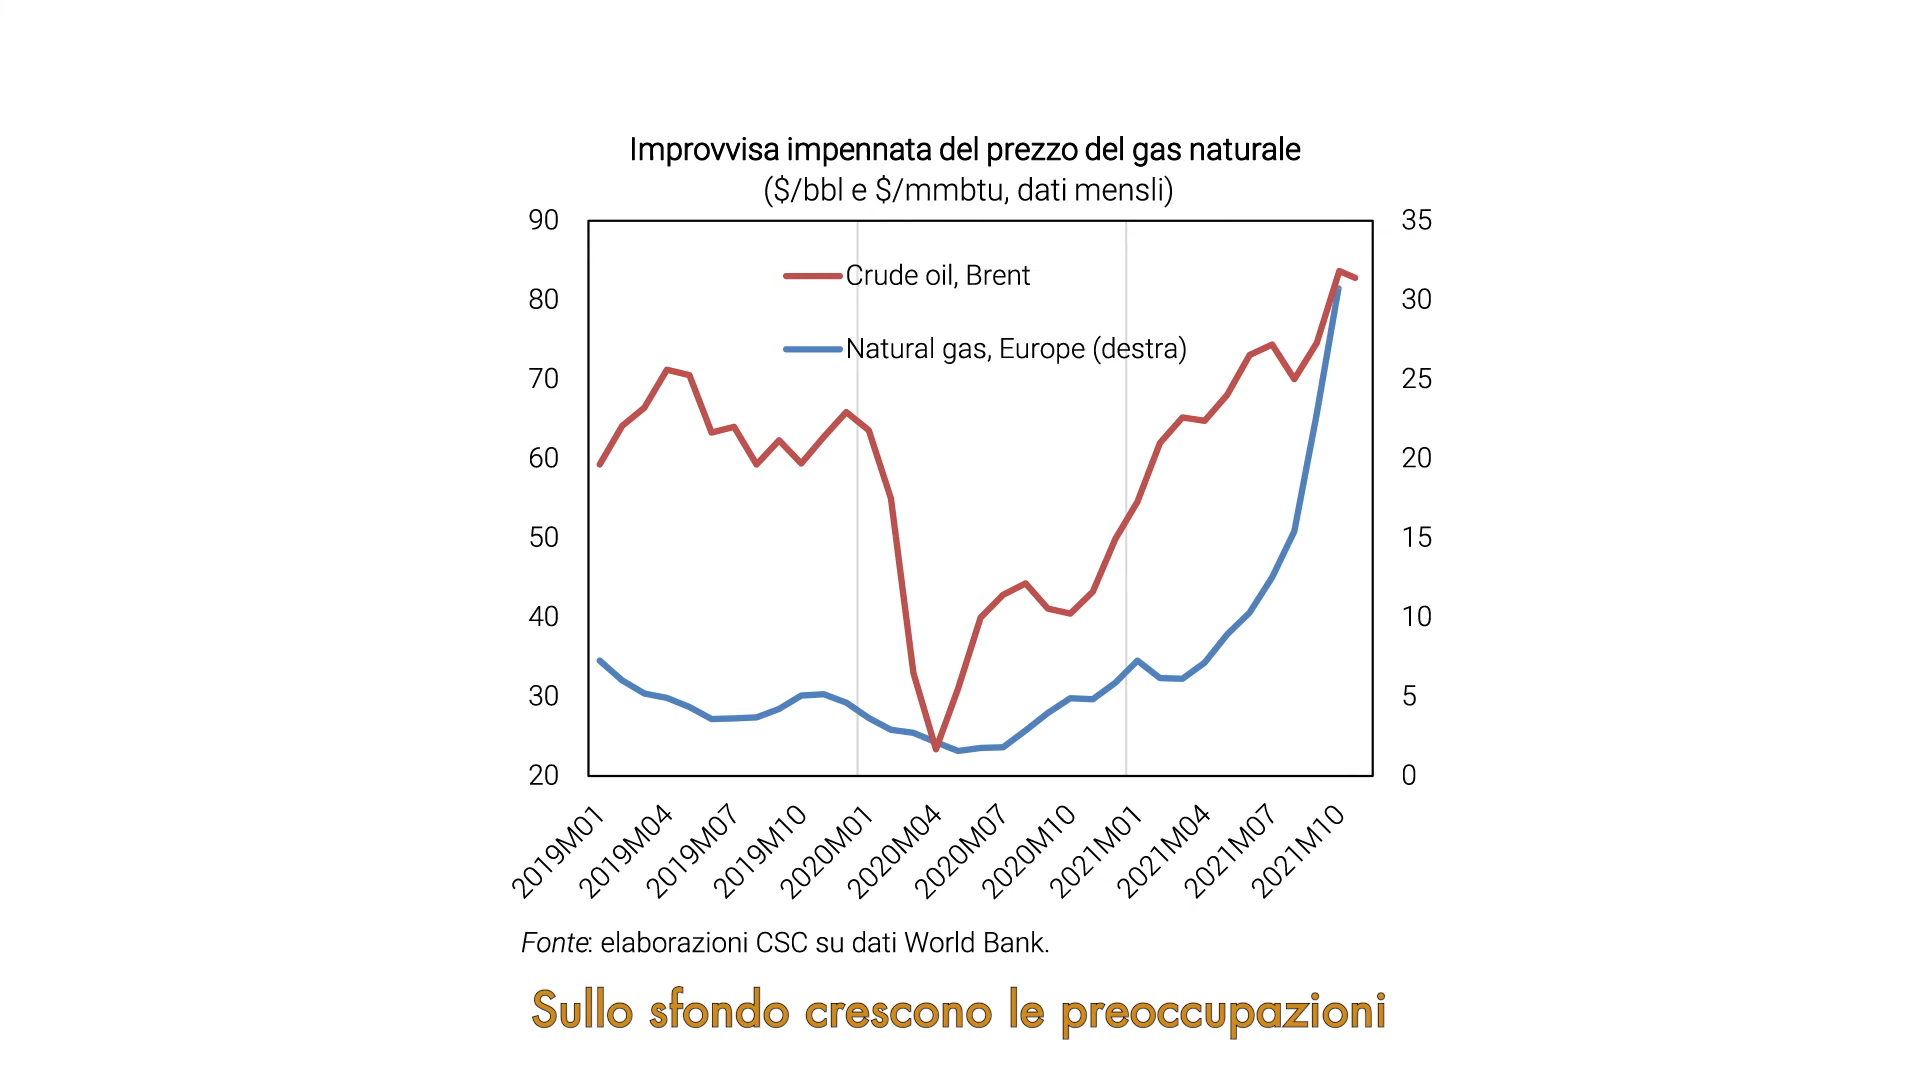 Improvvisa impennata del prezzo del gas naturale
($/bbl e $/mmbtu, dati mensli)
90
80
70
60
50
40
30
20
35
30
25
20
15
10
5
0
Crude oil, Brent
Natural gas, Europe (destra)
2019M01
2019M04
2019M07
2019M10
2020M01
2020M04
2020M07
2020M10
2021M01
2021M04
2021M07
2021M10
Fonte: elaborazioni CSC su dati World Bank.
Sullo sfondo crescono le preoccupazioni